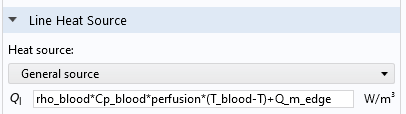 Line Heat Source
Heat source:
General source
Ql rho_blood*Cp_blood*perfusion*(T_blood-T)+Q_m_edge W/m³